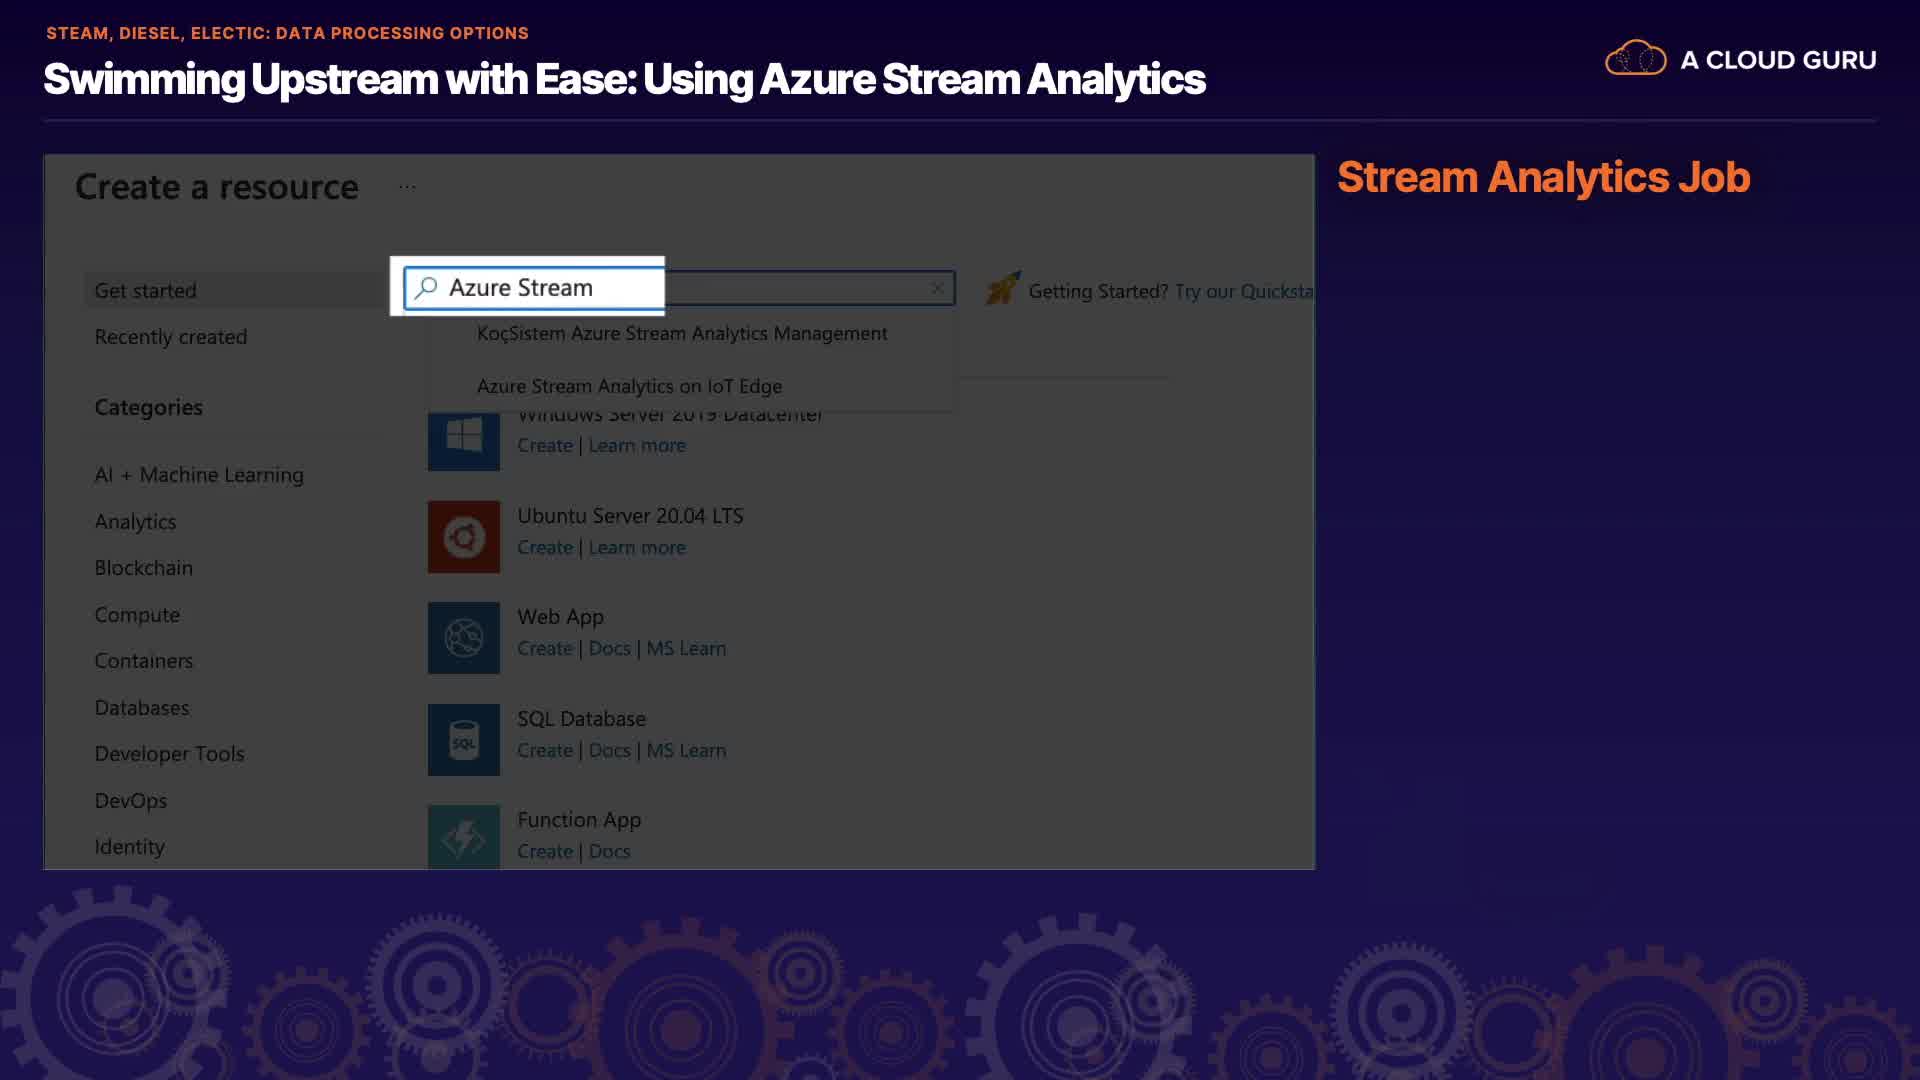 STEAM, DIESEL, ELECTIC: DATA PROCESSING OPTIONS
Swimming Upstream with Ease: Using Azure Stream Analytics
A CLOUD GURU
Create a resource ...
Stream Analytics Job
Get started
Azure Stream
Getting Started? Try our Quicksta
Recently created
KoçSistem Azure Stream Analytics Management
Azure Stream Analytics on IoT Edge
Categories
Windows Server 2019 Datacenter
Create | Learn more
AI + Machine Learning
Analytics
Ubuntu Server 20.04 LTS
Create | Learn more
Blockchain
Compute
Web App
Create | Docs | MS Learn
Containers
Databases
SQL
SQL Database
Create | Docs | MS Learn
Developer Tools
DevOps
Function App
Create | Docs
Identity